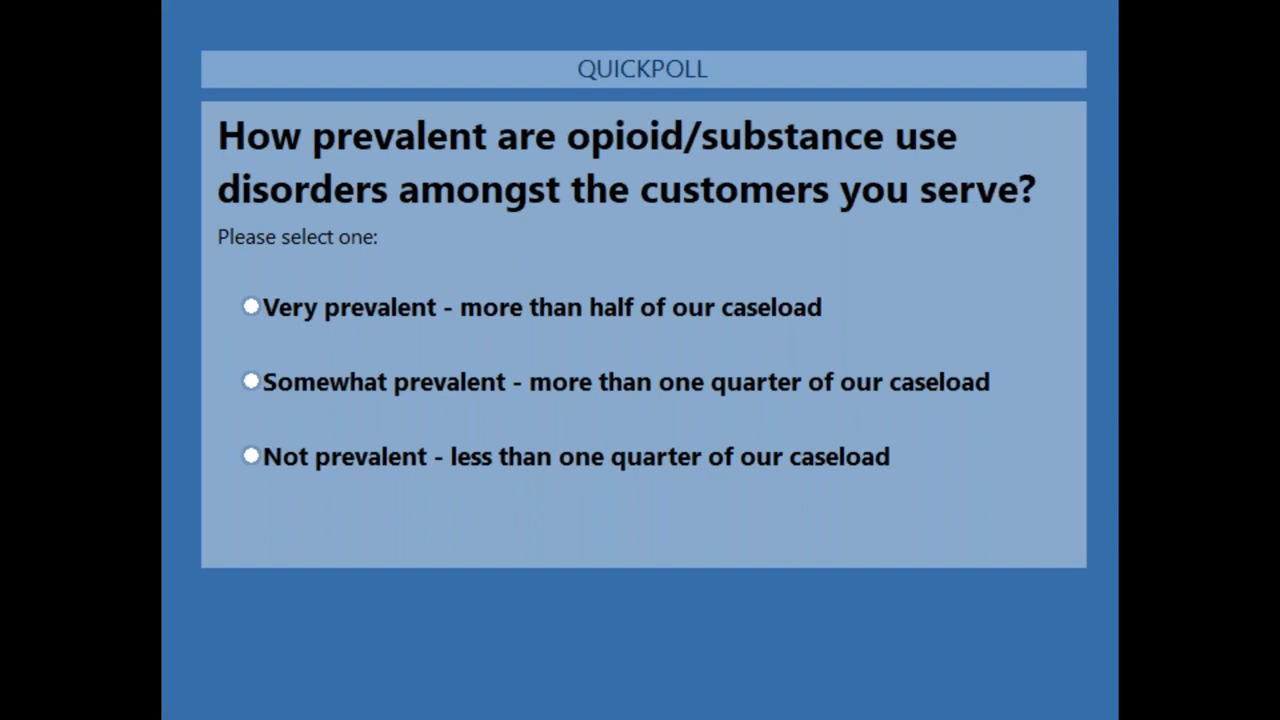 QUICKPOLL
How prevalent are opioid/substance use
disorders amongst the customers you serve?
Please select one:
Very prevalent - more than half of our caseload
Somewhat prevalent - more than one quarter of our caseload
Not prevalent - less than one quarter of our caseload